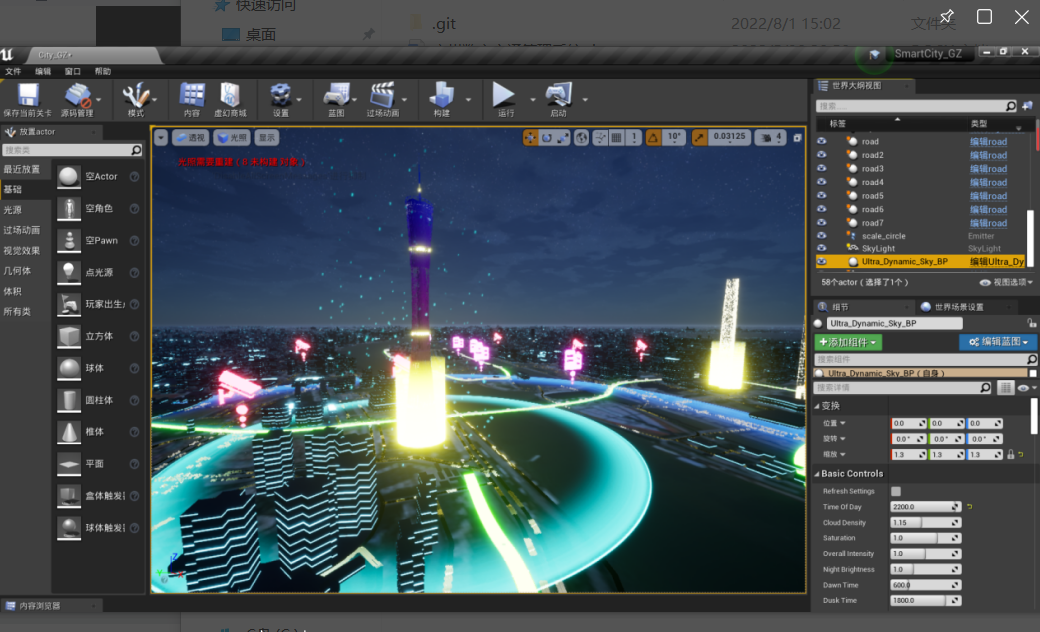 快速访问
桌面
.git
2022/8/1 15:02
文件夹
City_GZ*
SmartCity_GZ
文件 编辑 窗口 帮助
保存当前关卡 源码管理 模式 内容 虚幻商城 设置 蓝图 过场动画 构建 运行 启动
放置actor
搜索类
最近放置
基础
光源
过场动画
视觉效果
几何体
体积
所有类
空Actor
空角色
空Pawn
点光源
玩家出生
立方体
球体
圆柱体
椎体
平面
盒体触发
球体触发
透视 光照 显示
1 10° 0.03125 4
光照需要重建
世界大纲视图
搜索...
标签 类型
road 编辑road
road2 编辑road
road3 编辑road
road4 编辑road
road5 编辑road
road6 编辑road
road7 编辑road
scale_circle Emitter
SkyLight SkyLight
Ultra_Dynamic_Sky_BP 编辑Ultra_Dy
58个actor（选择了1个） 视图选项
细节 世界场景设置
Ultra_Dynamic_Sky_BP
+添加组件 编辑蓝图
搜索组件
Ultra_Dynamic_Sky_BP（自身）
搜索详情
变换
位置 0.0 0.0 0.0
旋转 0.0° 0.0° 0.0°
缩放 1.3 1.3 1.3
Basic Controls
Refresh Settings
Time Of Day 2200.0
Cloud Density 1.15
Saturation 1.0
Overall Intensity 1.0
Night Brightness 1.0
Dawn Time 600.0
Dusk Time 1800.0
内容浏览器